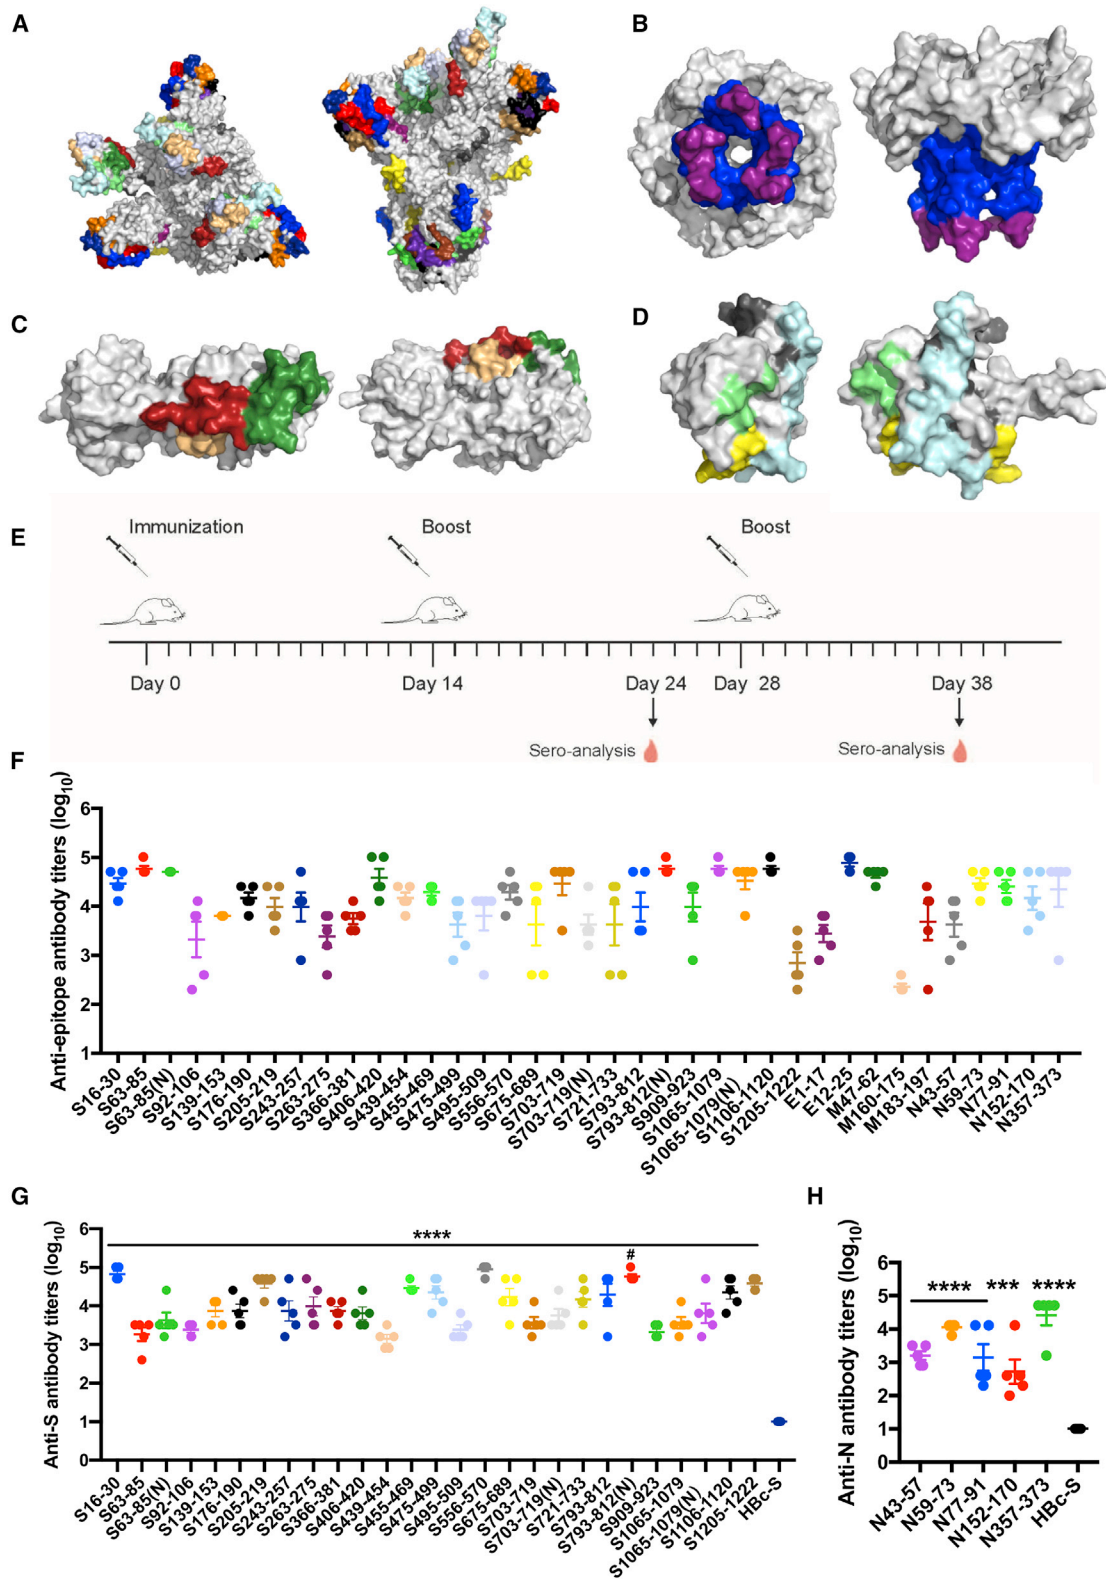 A
B
C
D
E
Immunization
Boost
Boost
Day 0
Day 14
Day 24
Day 28
Day 38
Sero-analysis
Sero-analysis
F
Anti-epitope antibody titers (log10)
6
5
4
3
2
1
S16-30
S63-85
S63-85(N)
S92-106
S139-153
S176-190
S205-219
S243-257
S263-275
S366-381
S406-420
S439-454
S455-469
S475-499
S495-509
S556-570
S675-689
S703-719
S703-719(N)
S721-733
S793-812
S793-812(N)
S909-923
S1065-1079
S1065-1079(N)
S1106-1120
S1205-1222
E1-17
E12-25
M47-62
M160-175
M183-197
N43-57
N59-73
N77-91
N152-170
N357-373
G
Anti-S antibody titers (log10)
6
5
4
3
2
1
0
****
#
S16-30
S63-85
S63-85(N)
S92-106
S139-153
S176-190
S205-219
S243-257
S263-275
S366-381
S406-420
S439-454
S455-469
S475-499
S495-509
S556-570
S675-689
S703-719
S703-719(N)
S721-733
S793-812
S793-812(N)
S909-923
S1065-1079
S1065-1079(N)
S1106-1120
S1205-1222
HBc-S
H
Anti-N antibody titers (log10)
6
5
4
3
2
1
0
**** *** ****
N43-57
N59-73
N77-91
N152-170
N357-373
HBc-S